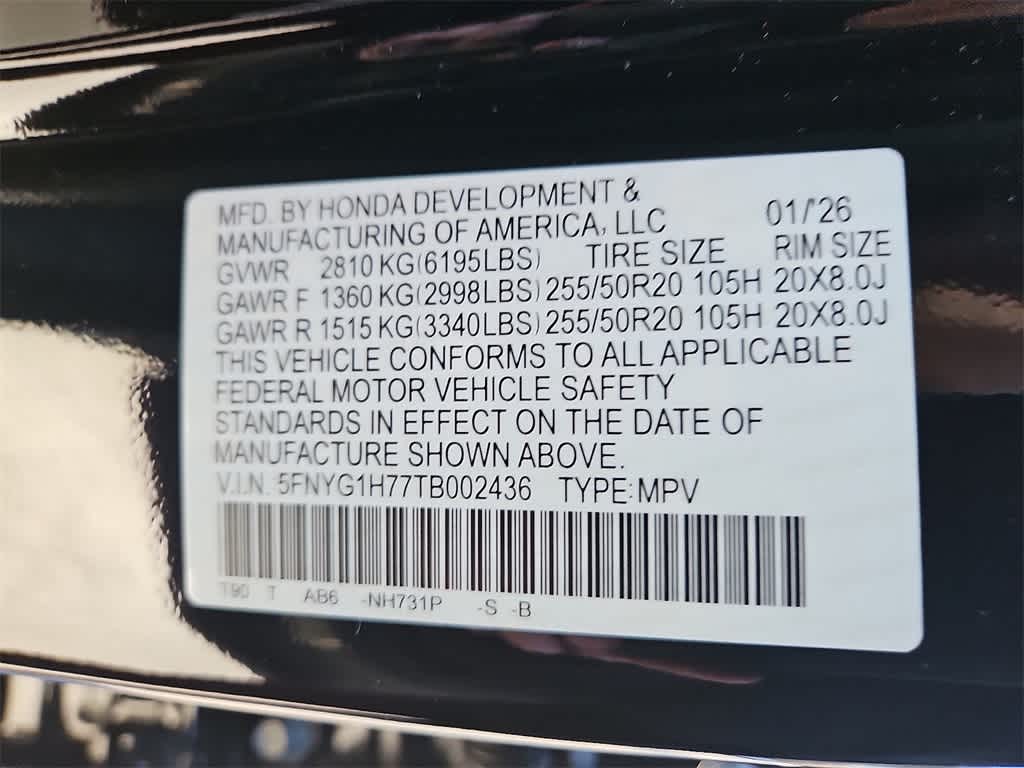 MFD. BY HONDA DEVELOPMENT &
MANUFACTURING OF AMERICA, LLC 01/'26
GVWR 2810 KG(6195LBS) TIRE SIZE RIM SIZE
GAWR F 1360 KG(2998LBS) 255/50R20 105H 20X8.0J
GAWR R 1515 KG(3340LBS) 255/50R20 105H 20X8.0J
THIS VEHICLE CONFORMS TO ALL APPLICABLE
FEDERAL MOTOR VEHICLE SAFETY
STANDARDS IN EFFECT ON THE DATE OF
MANUFACTURE SHOWN ABOVE.
V.I.N. 5FNYG1H77TB002436 TYPE: MPV
T90 T AB6 -NH731P -S -B